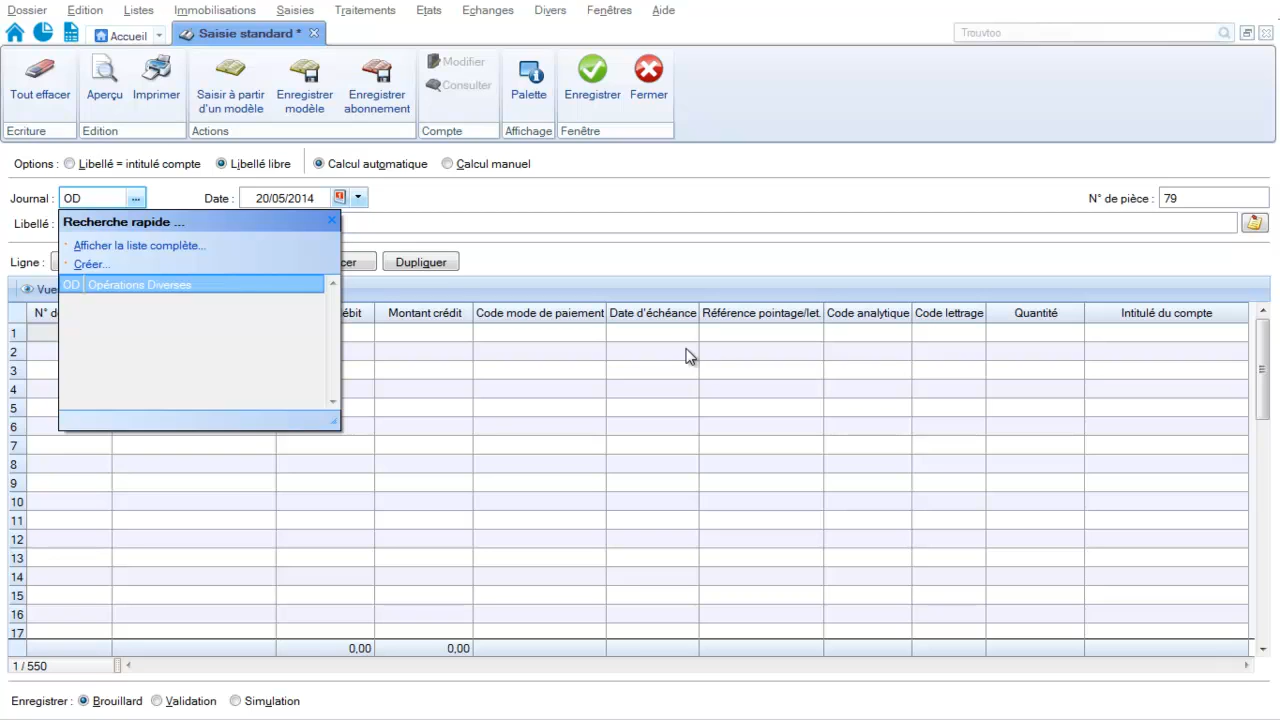 Dossier Edition Listes Immobilisations Saisies Traitements Etats Echanges Divers Fenêtres Aide
Accueil Saisie standard * Trouvtoo
Tout effacer Aperçu Imprimer Saisir à partir d'un modèle Enregistrer modèle Enregistrer abonnement Modifier Consulter Palette Enregistrer Fermer
Ecriture Edition Actions Compte Affichage Fenêtre
Options : Libellé = intitulé compte Libellé libre Calcul automatique Calcul manuel
Journal : OD ... Date : 20/05/2014 N° de pièce : 79
Libellé :
Recherche rapide ...
Afficher la liste complète...
Créer...
OD Opérations Diverses
Ligne : cer Dupliquer
Vue
N° de ébit Montant crédit Code mode de paiement Date d'échéance Référence pointage/let. Code analytique Code lettrage Quantité Intitulé du compte
1
2
3
4
5
6
7
8
9
10
11
12
13
14
15
16
17
0,00 0,00
1 / 550
Enregistrer : Brouillard Validation Simulation